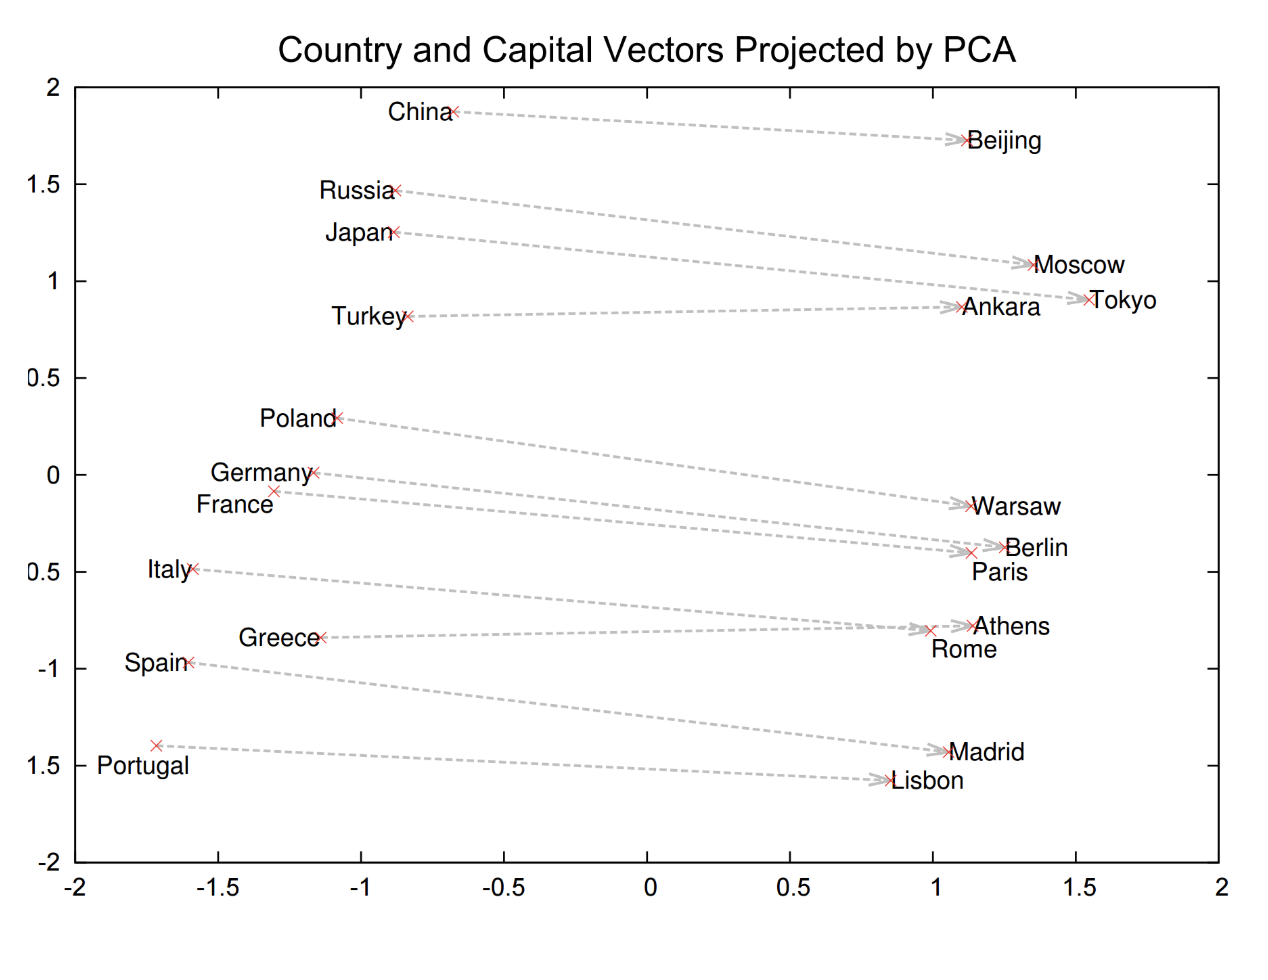 Country and Capital Vectors Projected by PCA
2
China
Beijing
1.5
Russia
Japan
Moscow
1
Tokyo
Ankara
Turkey
0.5
Poland
Germany
0
France
Warsaw
Berlin
Paris
0.5
Italy
Athens
Greece
Rome
Spain
-1
Madrid
Portugal
1.5
Lisbon
-2
-2 -1.5 -1 -0.5 0 0.5 1 1.5 2